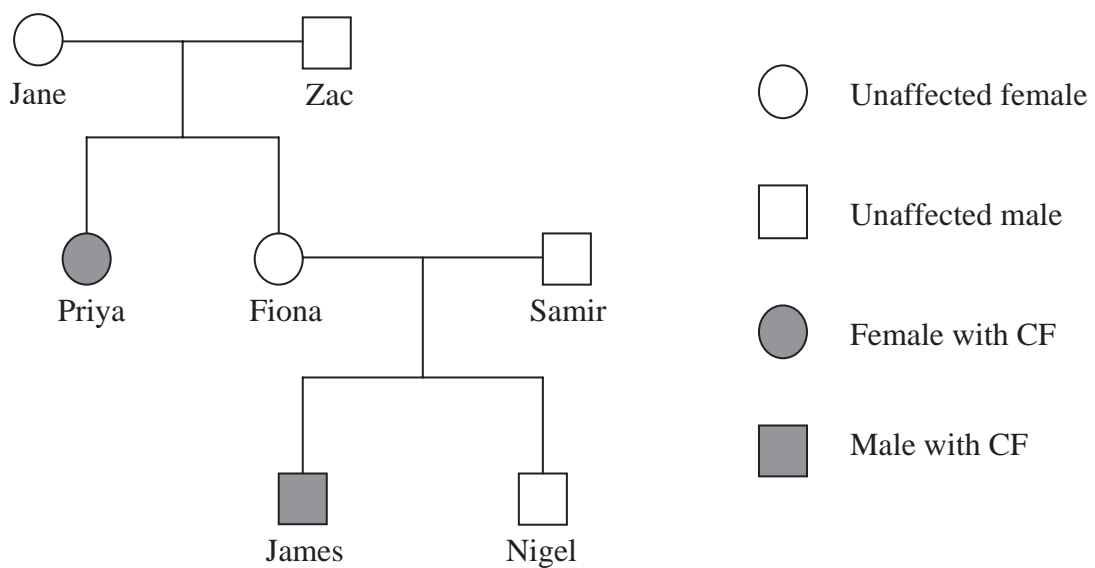 Jane
Zac
Priya
Fiona
Samir
James
Nigel
Unaffected female
Unaffected male
Female with CF
Male with CF